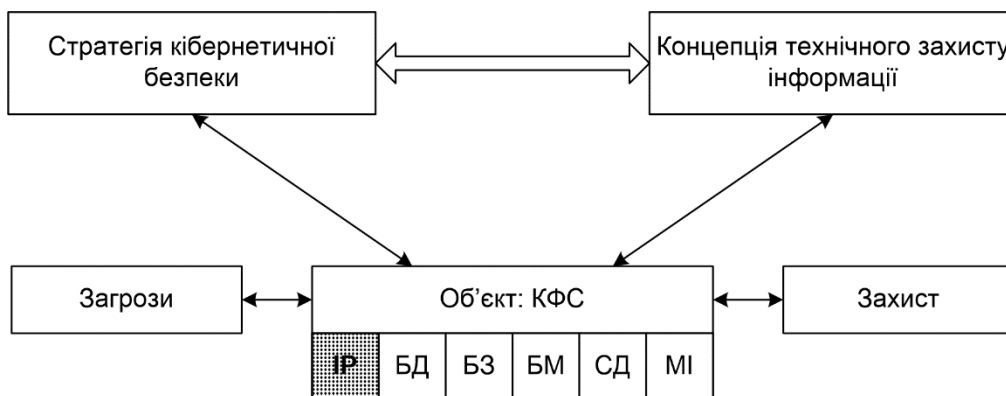 Стратегія кібернетичної
безпеки
Концепція технічного захисту
інформації
Загрози
Об’єкт: КФС
Захист
ІР
БД
БЗ
БМ
СД
МІ